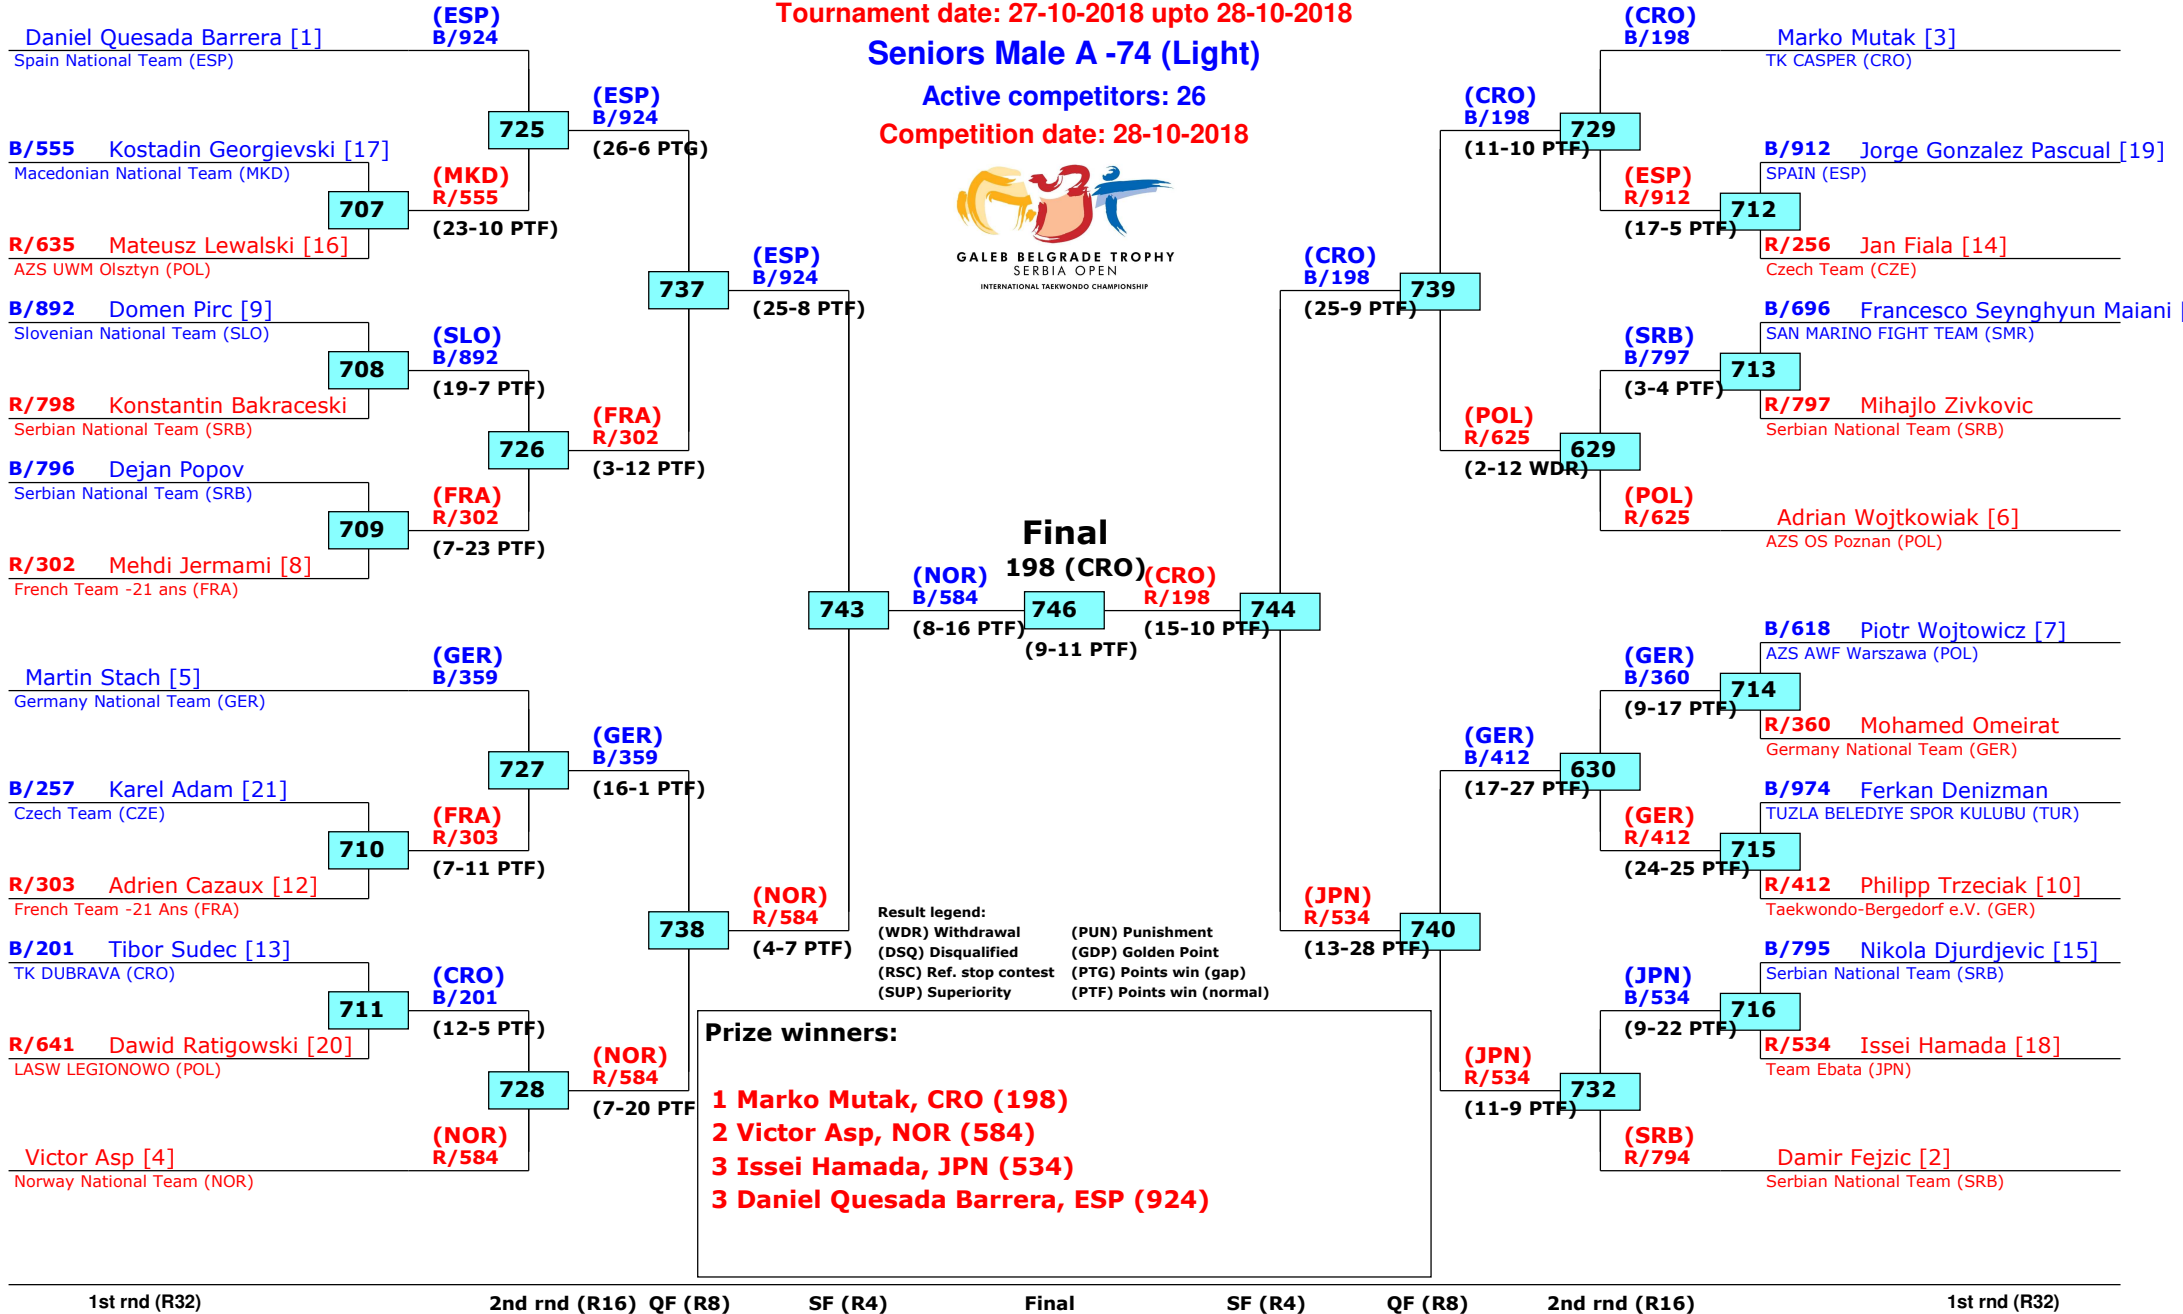 Tournament date: 27-10-2018 upto 28-10-2018
Seniors Male A -74 (Light)
Active competitors: 26
Competition date: 28-10-2018
GALEB BELGRADE TROPHY
SERBIA OPEN
INTERNATIONAL TAEKWONDO CHAMPIONSHIP
Daniel Quesada Barrera [1]
Spain National Team (ESP)
(ESP)
B/924
B/555 Kostadin Georgievski [17]
Macedonian National Team (MKD)
707
R/635 Mateusz Lewalski [16]
AZS UWM Olsztyn (POL)
(MKD)
R/555
(23-10 PTF)
725
(ESP)
B/924
(26-6 PTG)
B/892 Domen Pirc [9]
Slovenian National Team (SLO)
708
R/798 Konstantin Bakraceski
Serbian National Team (SRB)
(SLO)
B/892
(19-7 PTF)
B/796 Dejan Popov
Serbian National Team (SRB)
709
R/302 Mehdi Jermami [8]
French Team -21 ans (FRA)
(FRA)
R/302
(7-23 PTF)
726
(FRA)
R/302
(3-12 PTF)
737
(ESP)
B/924
(25-8 PTF)
Martin Stach [5]
Germany National Team (GER)
(GER)
B/359
B/257 Karel Adam [21]
Czech Team (CZE)
710
R/303 Adrien Cazaux [12]
French Team -21 Ans (FRA)
(FRA)
R/303
(7-11 PTF)
727
(GER)
B/359
(16-1 PTF)
B/201 Tibor Sudec [13]
TK DUBRAVA (CRO)
711
R/641 Dawid Ratigowski [20]
LASW LEGIONOWO (POL)
(CRO)
B/201
(12-5 PTF)
Victor Asp [4]
Norway National Team (NOR)
(NOR)
R/584
728
(NOR)
R/584
(7-20 PTF
738
(NOR)
R/584
(4-7 PTF)
743
(NOR)
B/584
(8-16 PTF)
Final
198 (CRO)
746
(9-11 PTF)
(CRO)
R/198
(15-10 PTF)
744
(CRO)
B/198
(25-9 PTF)
739
(CRO)
B/198
(11-10 PTF)
729
(CRO)
B/198
Marko Mutak [3]
TK CASPER (CRO)
(ESP)
R/912
(17-5 PTF)
712
B/912 Jorge Gonzalez Pascual [19]
SPAIN (ESP)
R/256 Jan Fiala [14]
Czech Team (CZE)
(POL)
R/625
(2-12 WDR)
629
(SRB)
B/797
(3-4 PTF)
713
B/696 Francesco Seynghyun Maiani [
SAN MARINO FIGHT TEAM (SMR)
R/797 Mihajlo Zivkovic
Serbian National Team (SRB)
(POL)
R/625
Adrian Wojtkowiak [6]
AZS OS Poznan (POL)
(JPN)
R/534
(13-28 PTF)
740
(GER)
B/412
(17-27 PTF)
630
(GER)
B/360
(9-17 PTF)
714
B/618 Piotr Wojtowicz [7]
AZS AWF Warszawa (POL)
R/360 Mohamed Omeirat
Germany National Team (GER)
(GER)
R/412
(24-25 PTF)
715
B/974 Ferkan Denizman
TUZLA BELEDIYE SPOR KULUBU (TUR)
R/412 Philipp Trzeciak [10]
Taekwondo-Bergedorf e.V. (GER)
(JPN)
R/534
(11-9 PTF)
732
(JPN)
B/534
(9-22 PTF)
716
B/795 Nikola Djurdjevic [15]
Serbian National Team (SRB)
R/534 Issei Hamada [18]
Team Ebata (JPN)
(SRB)
R/794
Damir Fejzic [2]
Serbian National Team (SRB)
Result legend:
(WDR) Withdrawal (PUN) Punishment
(DSQ) Disqualified (GDP) Golden Point
(RSC) Ref. stop contest (PTG) Points win (gap)
(SUP) Superiority (PTF) Points win (normal)
Prize winners:
1 Marko Mutak, CRO (198)
2 Victor Asp, NOR (584)
3 Issei Hamada, JPN (534)
3 Daniel Quesada Barrera, ESP (924)
1st rnd (R32) 2nd rnd (R16) QF (R8) SF (R4) Final SF (R4) QF (R8) 2nd rnd (R16) 1st rnd (R32)